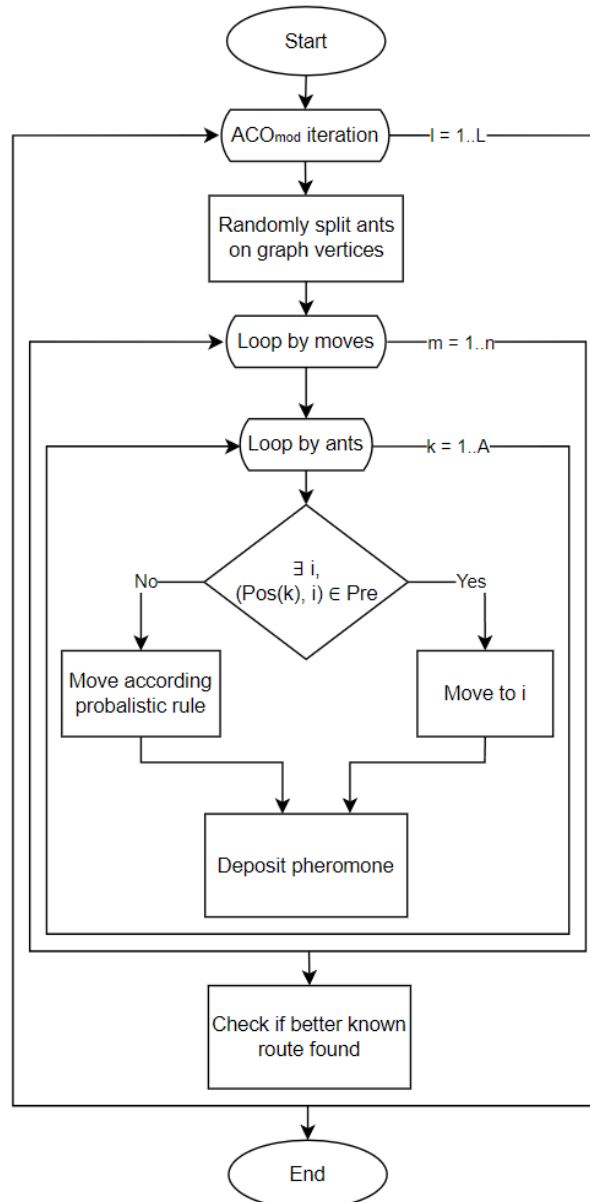 Start
ACOmod iteration
l = 1..L
Randomly split ants
on graph vertices
Loop by moves
m = 1..n
Loop by ants
k = 1..A
∃ i,
(Pos(k), i) ∈ Pre
No
Yes
Move according
probalistic rule
Move to i
Deposit pheromone
Check if better known
route found
End